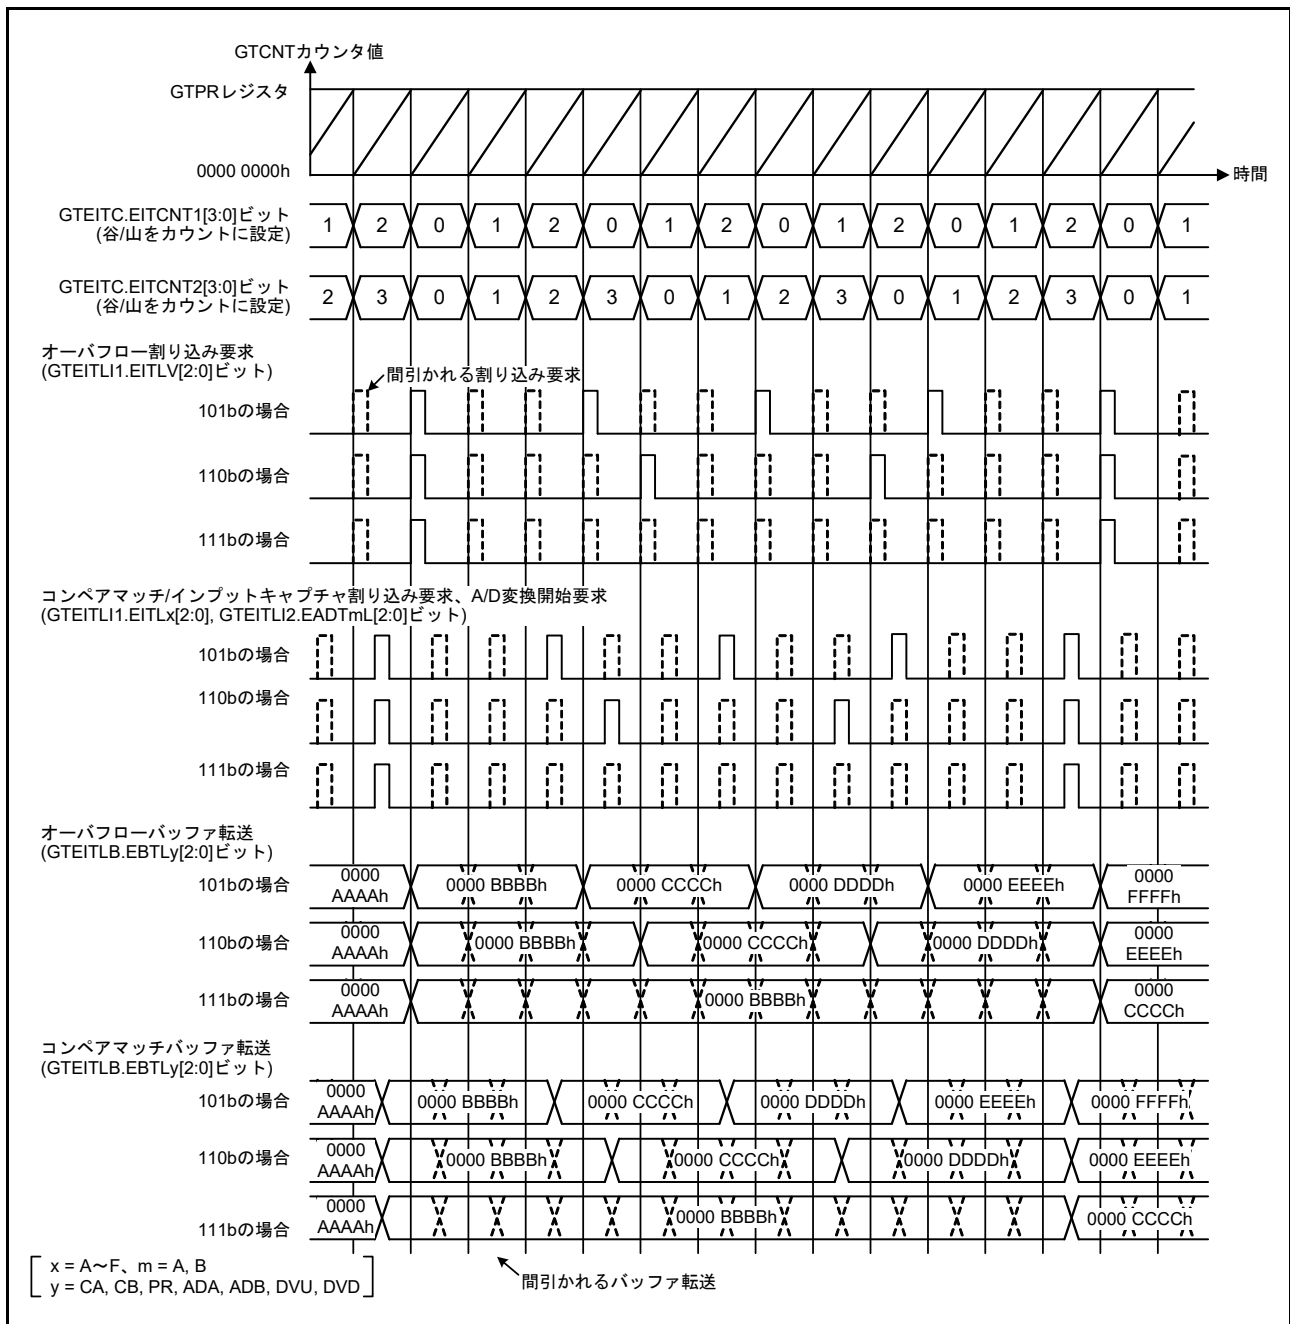 GTCNTカウンタ値
GTPRレジスタ
0000 0000h
時間
GTEITC.EITCNT1[3:0]ビット
(谷/山をカウントに設定)
1 2 0 1 2 0 1 2 0 1 2 0 1 2 0 1
GTEITC.EITCNT2[3:0]ビット
(谷/山をカウントに設定)
2 3 0 1 2 3 0 1 2 3 0 1 2 3 0 1
オーバフロー割り込み要求
(GTEITLI1.EITLV[2:0]ビット)
間引かれる割り込み要求
101bの場合
110bの場合
111bの場合
コンペアマッチ/インプットキャプチャ割り込み要求、A/D変換開始要求
(GTEITLI1.EITLx[2:0], GTEITLI2.EADTmL[2:0]ビット)
101bの場合
110bの場合
111bの場合
オーバフローバッファ転送
(GTEITLB.EBTLy[2:0]ビット)
101bの場合
0000
AAAAh
0000 BBBBh
0000 CCCCh
0000 DDDDh
0000 EEEEh
0000
FFFFh
110bの場合
0000
AAAAh
0000 BBBBh
0000 CCCCh
0000 DDDDh
0000
EEEEh
111bの場合
0000
AAAAh
0000 BBBBh
0000
CCCCh
コンペアマッチバッファ転送
(GTEITLB.EBTLy[2:0]ビット)
101bの場合
0000
AAAAh
0000 BBBBh
0000 CCCCh
0000 DDDDh
0000 EEEEh
0000 FFFFh
110bの場合
0000
AAAAh
0000 BBBBh
0000 CCCCh
0000 DDDDh
0000 EEEEh
111bの場合
0000
AAAAh
0000 BBBBh
0000 CCCCh
x = A～F、m = A, B
y = CA, CB, PR, ADA, ADB, DVU, DVD
間引かれるバッファ転送